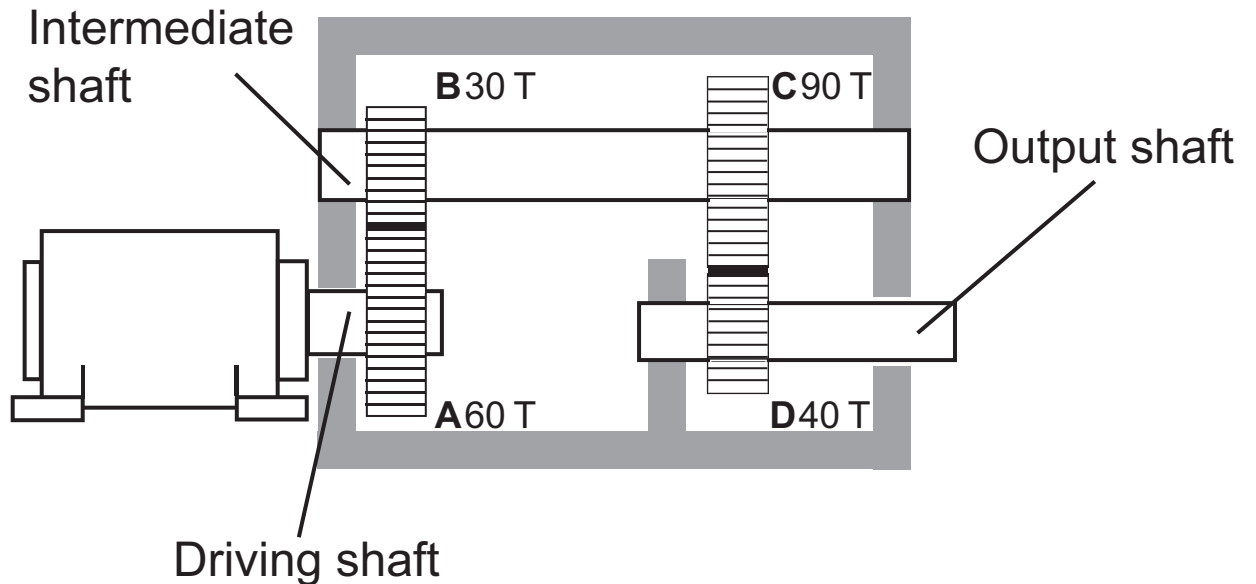 Intermediate
shaft
B30 T
C90 T
Output shaft
A60 T
D40 T
Driving shaft